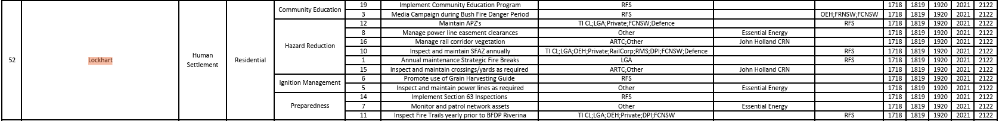 Community Education 19 Implement Community Education Program RFS 1718 1819 1920 2021 2122
3 Media Campaign during Bush Fire Danger Period RFS OEH;FRNSW;FCNSW 1718 1819 1920 2021 2122
12 Maintain APZ's TI CL;LGA;Private;FCNSW;Defence RFS 1718 1819 1920 2021 2122
8 Manage power line easement clearances Other Essential Energy 1718 1819 1920 2021 2122
Hazard Reduction 16 Manage rail corridor vegetation ARTC;Other John Holland CRN 1718 1819 1920 2021 2122
10 Inspect and maintain SFAZ annually TI CL;LGA;OEH;Private;RailCorp;RMS;DPI;FCNSW;Defence RFS 1718 1819 1920 2021 2122
52 Lockhart Human Settlement Residential 1 Annual maintenance Strategic Fire Breaks LGA RFS 1718 1819 1920 2021 2122
15 Inspect and maintain crossings/yards as required ARTC;Other John Holland CRN 1718 1819 1920 2021 2122
Ignition Management 6 Promote use of Grain Harvesting Guide RFS 1718 1819 1920 2021 2122
5 Inspect and maintain power lines as required Other Essential Energy 1718 1819 1920 2021 2122
14 Implement Section 63 Inspections RFS 1718 1819 1920 2021 2122
Preparedness 7 Monitor and patrol network assets Other Essential Energy 1718 1819 1920 2021 2122
11 Inspect Fire Trails yearly prior to BFDP Riverina TI CL;LGA;OEH;Private;DPI;FCNSW RFS 1718 1819 1920 2021 2122